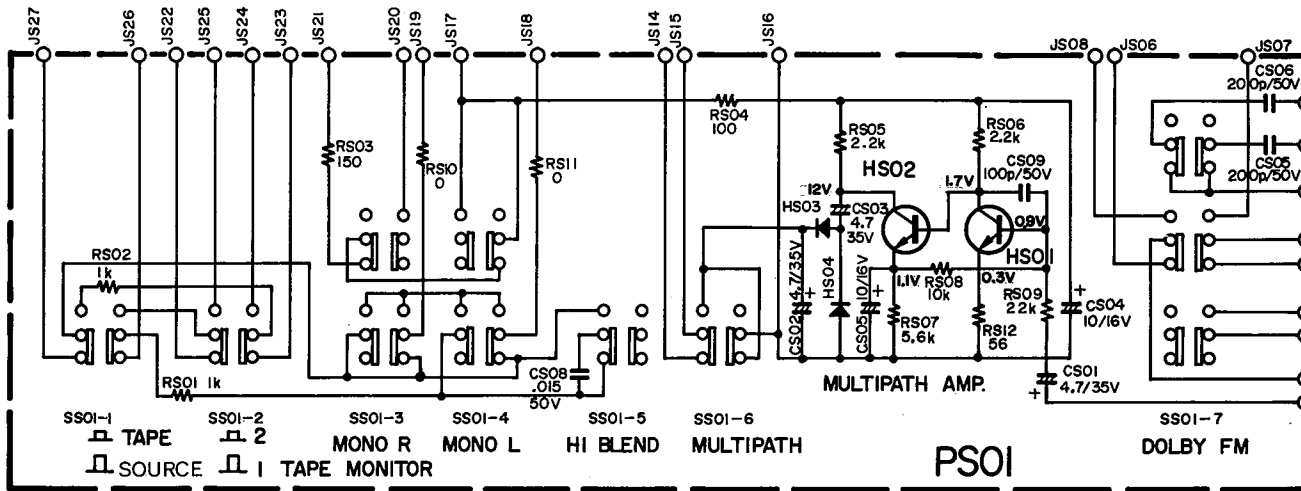 JS27
JS26
JS22
JS25
JS24
JS23
JS21
JS20
JS19
JS17
JS18
JS14
JS15
JS16
JS08
JS06
JS07
CS06
200p/50V
RS04
100
RS03
150
RS10
0
RS11
0
RS05
2.2k
RS06
2.2k
HS02
CS09
100p/50V
CS05
200p/50V
12V
1.7V
HS03
CS03
4.7
35V
0.9V
HS01
RS02
1k
CS02
4.7/35V
HS04
CS05
10/16V
1.1V
RS08
10k
0.3V
RS09
22k
CS04
10/16V
RS07
5.6k
RS12
56
RS01 1k
CS08
.015
50V
MULTIPATH AMP.
CS01
4.7/35V
SS01-1
SS01-2
SS01-3
SS01-4
SS01-5
SS01-6
SS01-7
TAPE
2
MONO R
MONO L
HI BLEND
MULTIPATH
DOLBY FM
SOURCE
1 TAPE MONITOR
PS01